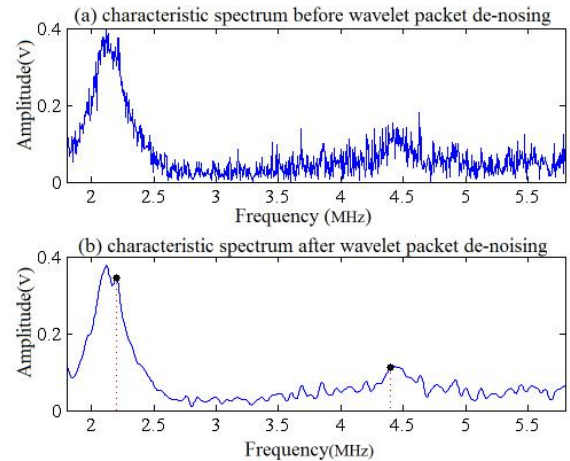 (a) characteristic spectrum before wavelet packet de-nosing
0.4
0.2
0
Amplitude(v)
2 2.5 3 3.5 4 4.5 5 5.5
Frequency (MHz)
(b) characteristic spectrum after wavelet packet de-noising
0.4
0.2
0
Amplitude(v)
2 2.5 3 3.5 4 4.5 5 5.5
Frequency(MHz)